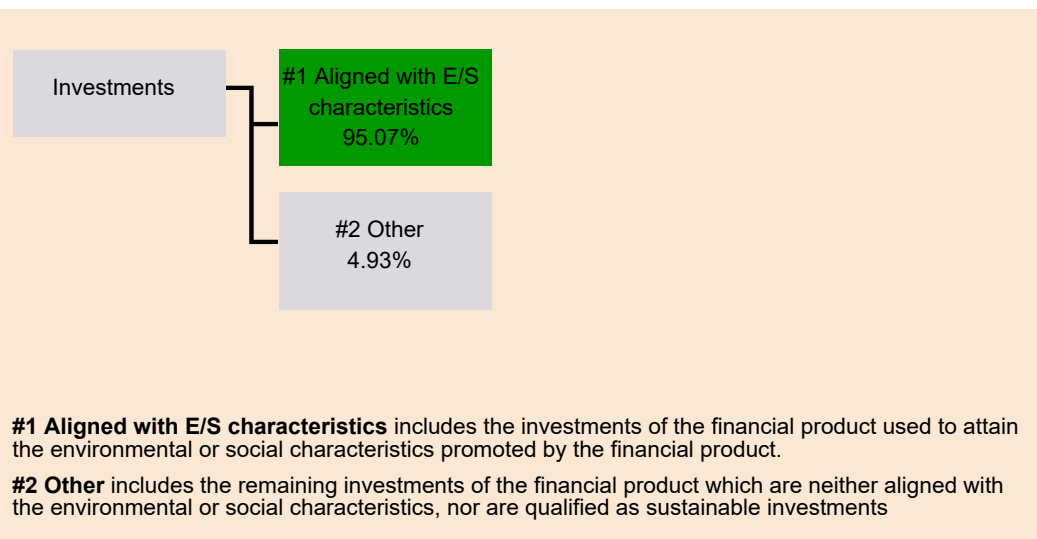 Investments
#1 Aligned with E/S
characteristics
95.07%
#2 Other
4.93%
#1 Aligned with E/S characteristics includes the investments of the financial product used to attain
the environmental or social characteristics promoted by the financial product.
#2 Other includes the remaining investments of the financial product which are neither aligned with
the environmental or social characteristics, nor are qualified as sustainable investments